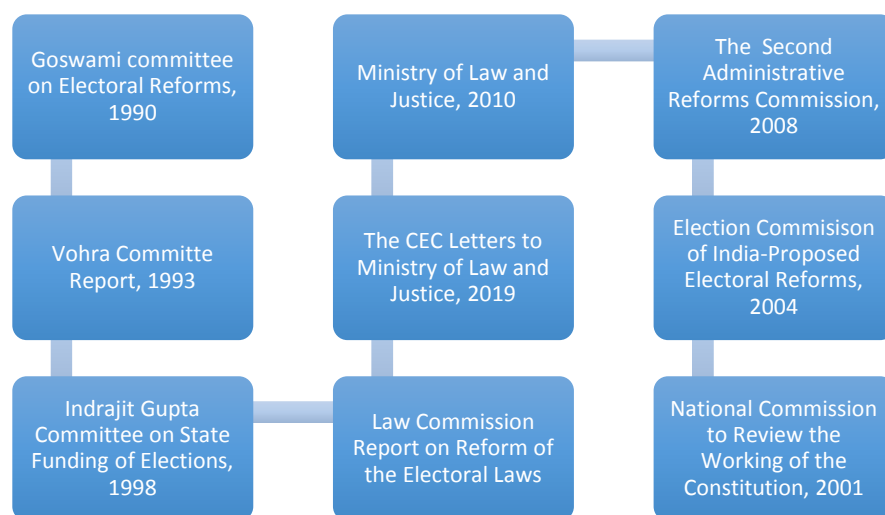 Goswami committee
on Electoral Reforms,
1990
Vohra Committe
Report, 1993
Indrajit Gupta
Committee on State
Funding of Elections,
1998
Law Commission
Report on Reform of
the Electoral Laws
The CEC Letters to
Ministry of Law and
Justice, 2019
Ministry of Law and
Justice, 2010
The Second
Administrative
Reforms Commission,
2008
Election Commisison
of India-Proposed
Electoral Reforms,
2004
National Commission
to Review the
Working of the
Constitution, 2001